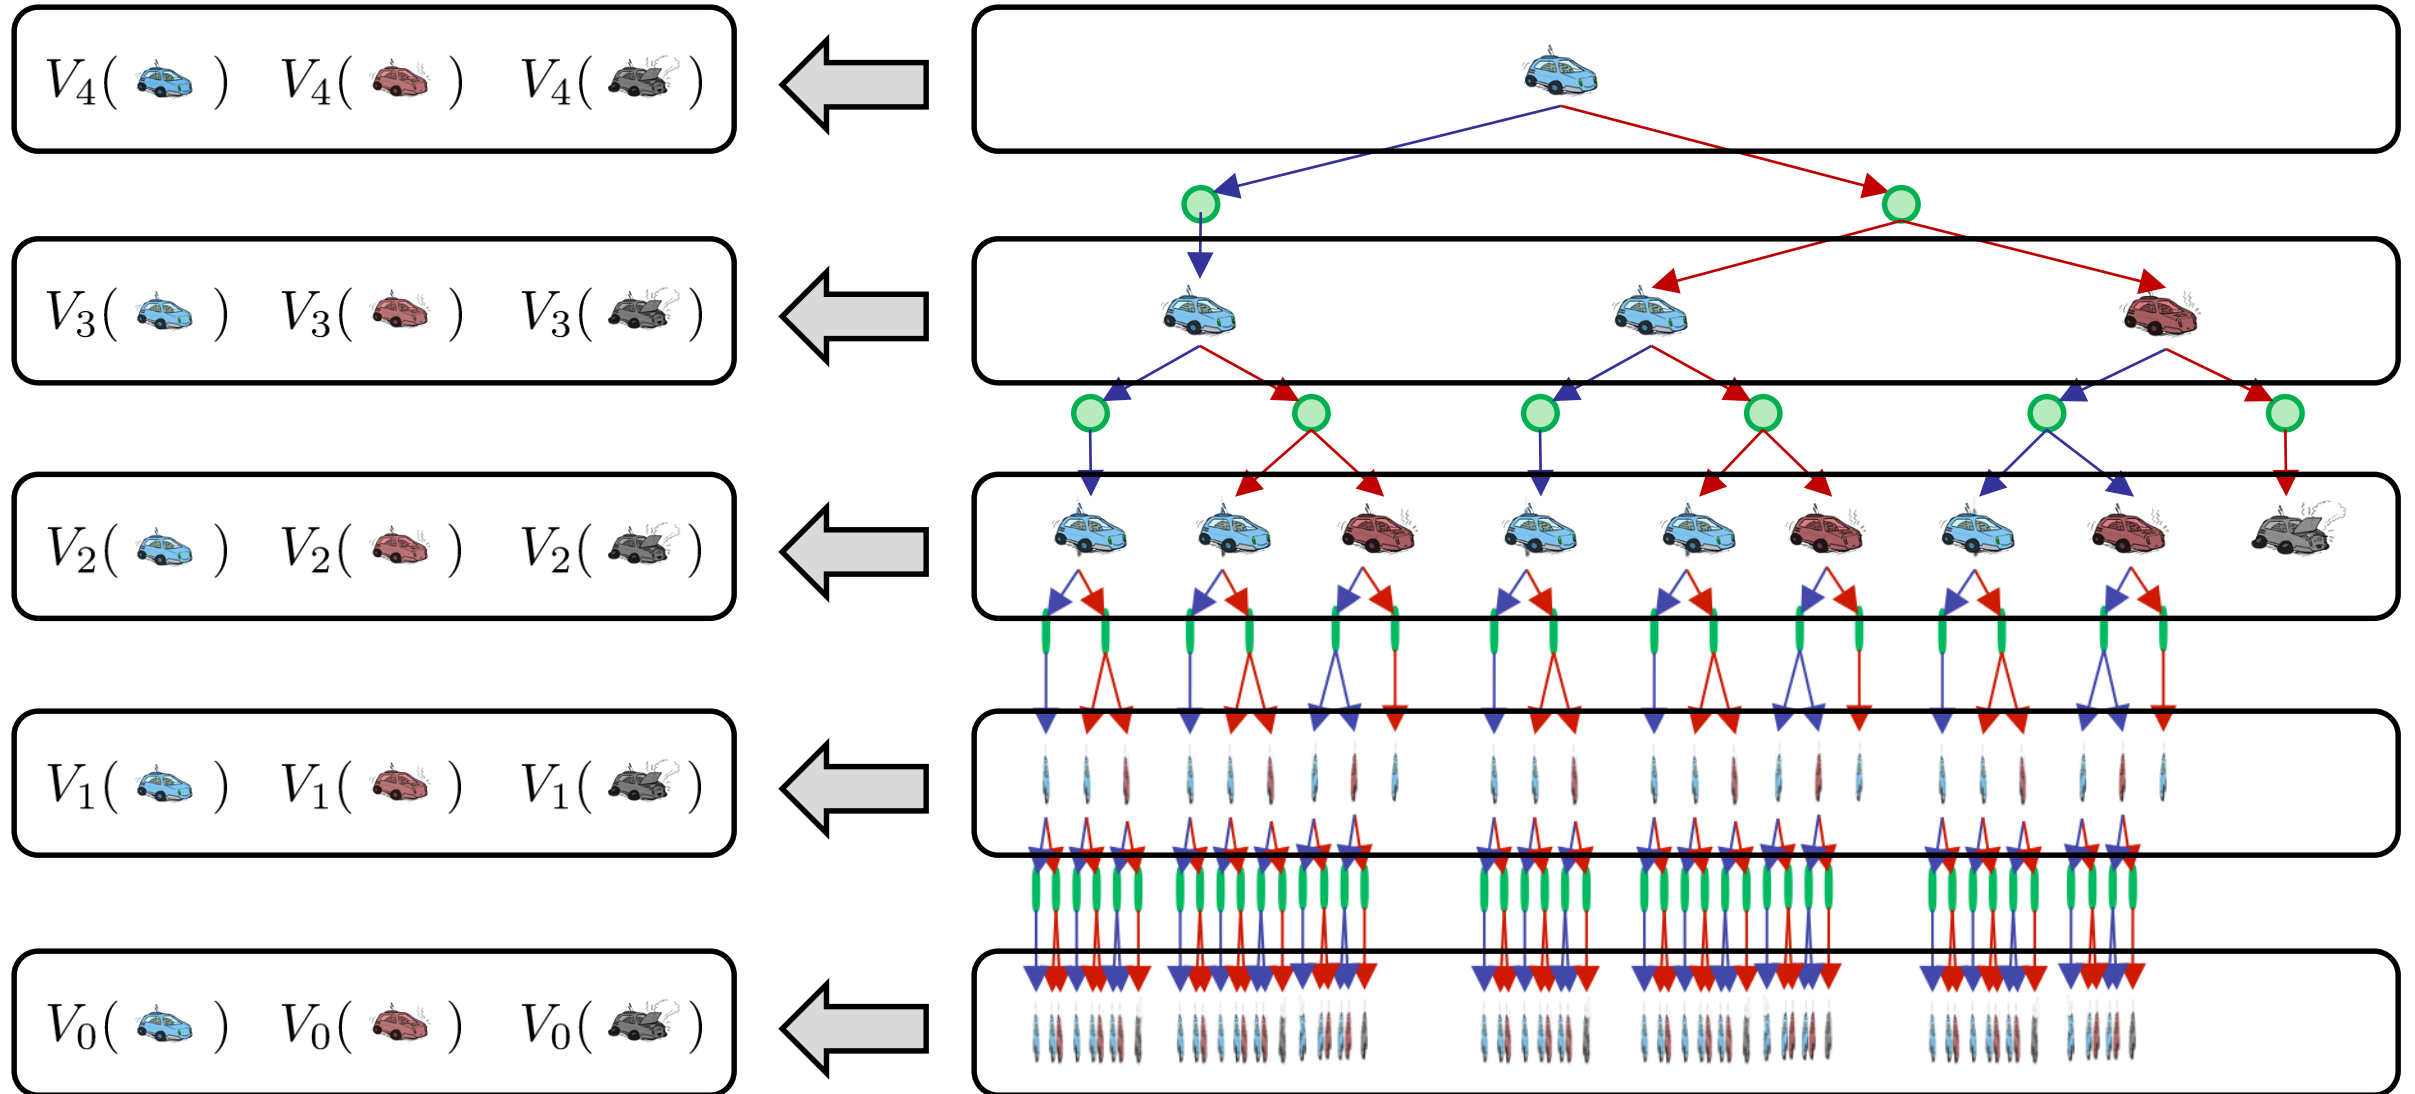 V₄( ) V₄( ) V₄( )
V₃( ) V₃( ) V₃( )
V₂( ) V₂( ) V₂( )
V₁( ) V₁( ) V₁( )
V₀( ) V₀( ) V₀( )